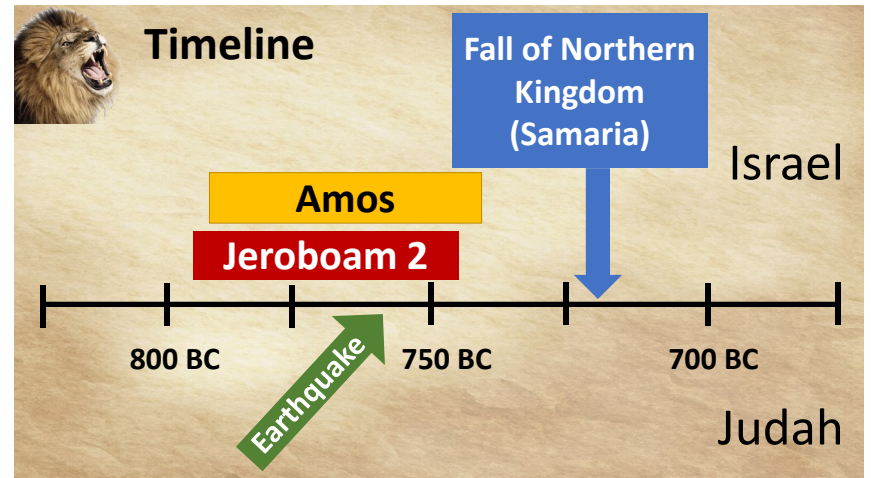 Timeline
Fall of Northern
Kingdom
(Samaria)
Israel
Amos
Jeroboam 2
Earthquake
800 BC
750 BC
700 BC
Judah